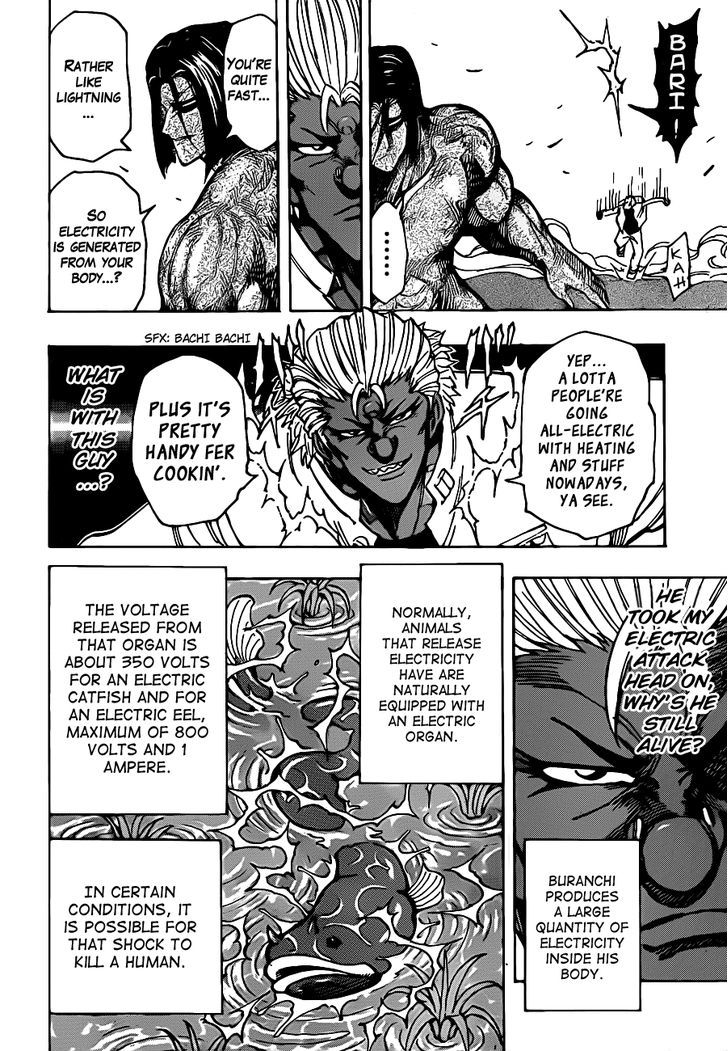 BARI!
KAH
......
YOU'RE
QUITE
FAST...
RATHER
LIKE
LIGHTNING
...
SO
ELECTRICITY
IS GENERATED
FROM YOUR
BODY...?
YEP...
A LOTTA
PEOPLE'RE
GOING
ALL-ELECTRIC
WITH HEATING
AND STUFF
NOWADAYS,
YA SEE.
SFX: BACHI BACHI
PLUS IT'S
PRETTY
HANDY FER
COOKIN'.
WHAT
IS
WITH
THIS
GUY
...?
HE
TOOK MY
ELECTRIC
ATTACK
HEAD ON,
WHY'S HE
STILL
ALIVE?
BURANCHI
PRODUCES
A LARGE
QUANTITY OF
ELECTRICITY
INSIDE HIS
BODY.
NORMALLY,
ANIMALS
THAT RELEASE
ELECTRICITY
HAVE ARE
NATURALLY
EQUIPPED WITH
AN ELECTRIC
ORGAN.
THE VOLTAGE
RELEASED FROM
THAT ORGAN IS
ABOUT 350 VOLTS
FOR AN ELECTRIC
CATFISH AND FOR
AN ELECTRIC EEL,
MAXIMUM OF 800
VOLTS AND 1
AMPERE.
IN CERTAIN
CONDITIONS, IT
IS POSSIBLE FOR
THAT SHOCK TO
KILL A HUMAN.